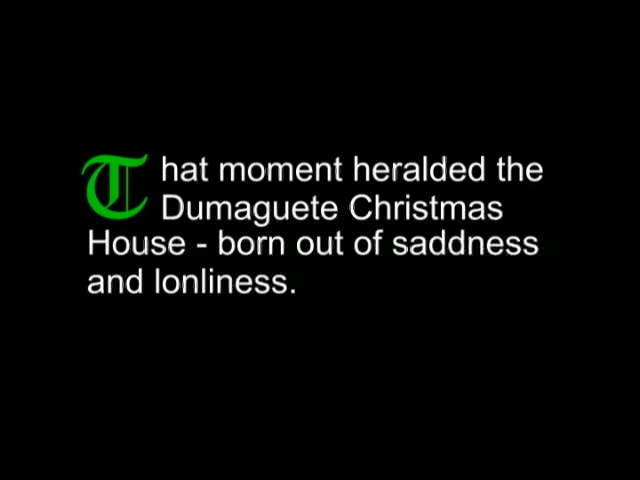 That moment heralded the
Dumaguete Christmas
House - born out of saddness
and lonliness.